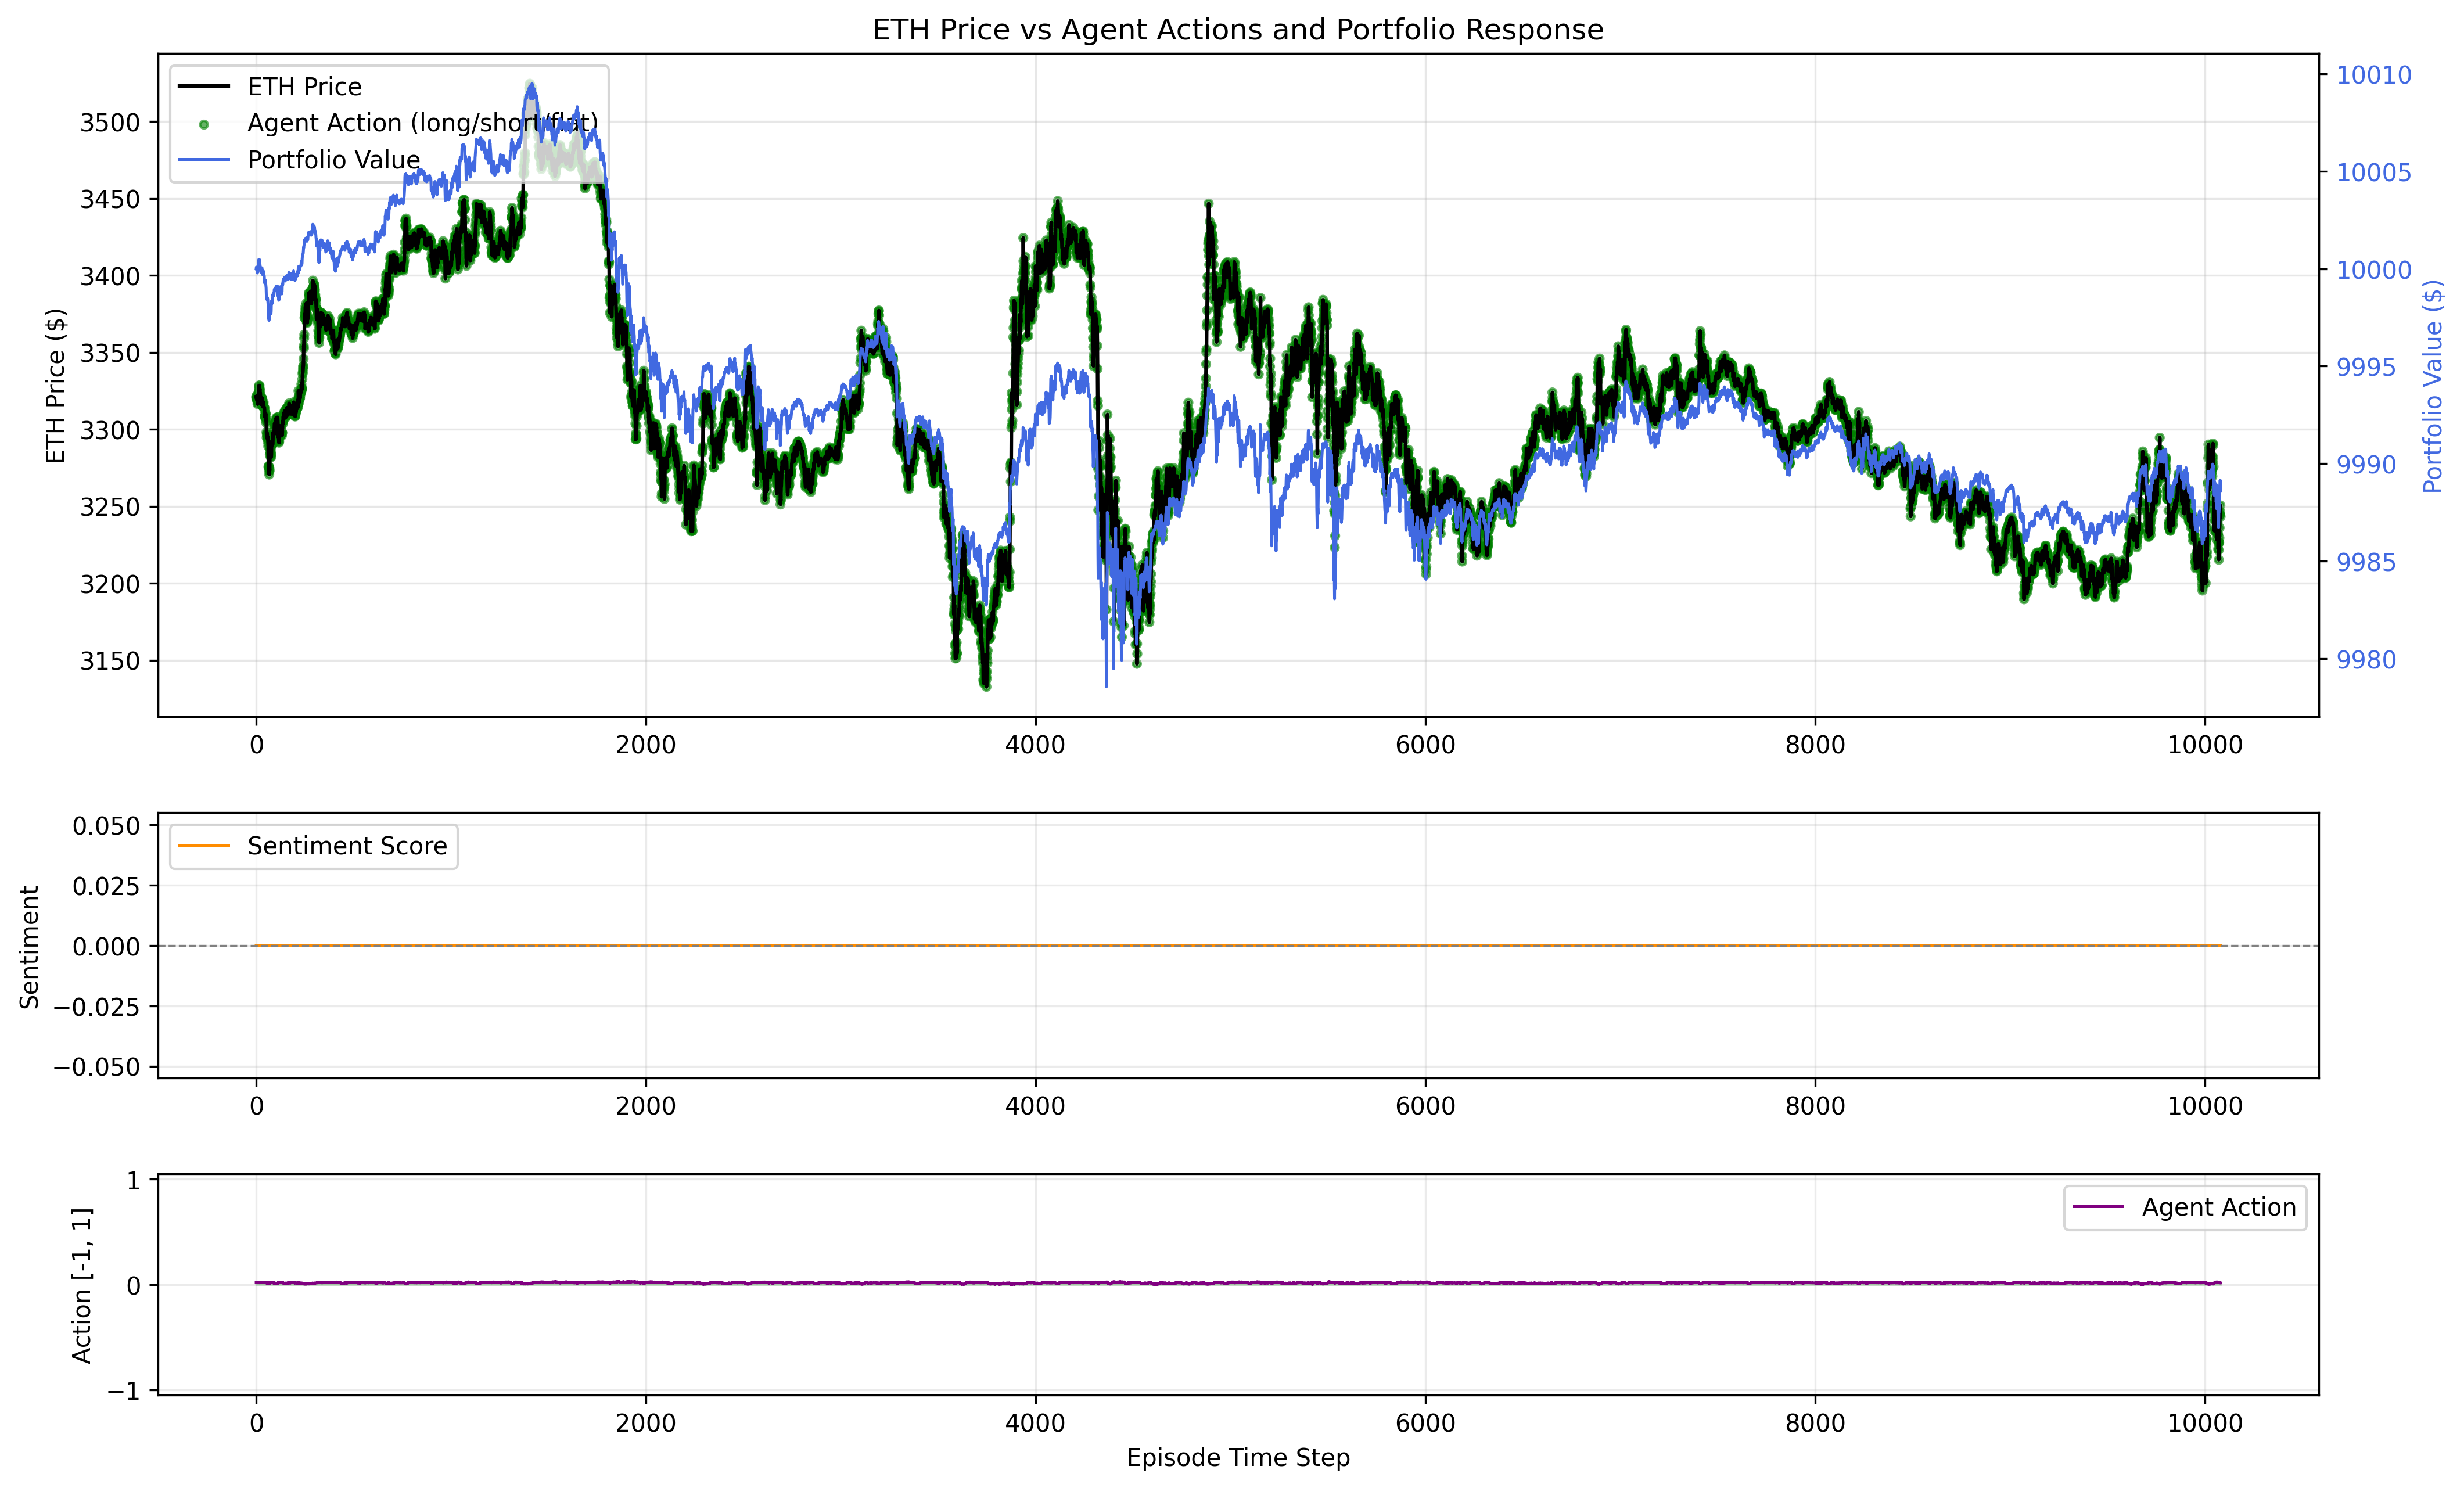 ETH Price vs Agent Actions and Portfolio Response
ETH Price
Agent Action (long/short/flat)
Portfolio Value
ETH Price ($)
3500
3450
3400
3350
3300
3250
3200
3150
10010
10005
10000
9995
9990
9985
9980
Portfolio Value ($)
0 2000 4000 6000 8000 10000
Sentiment Score
Sentiment
0.050
0.025
0.000
−0.025
−0.050
0 2000 4000 6000 8000 10000
Agent Action
Action [-1, 1]
1
0
−1
0 2000 4000 6000 8000 10000
Episode Time Step